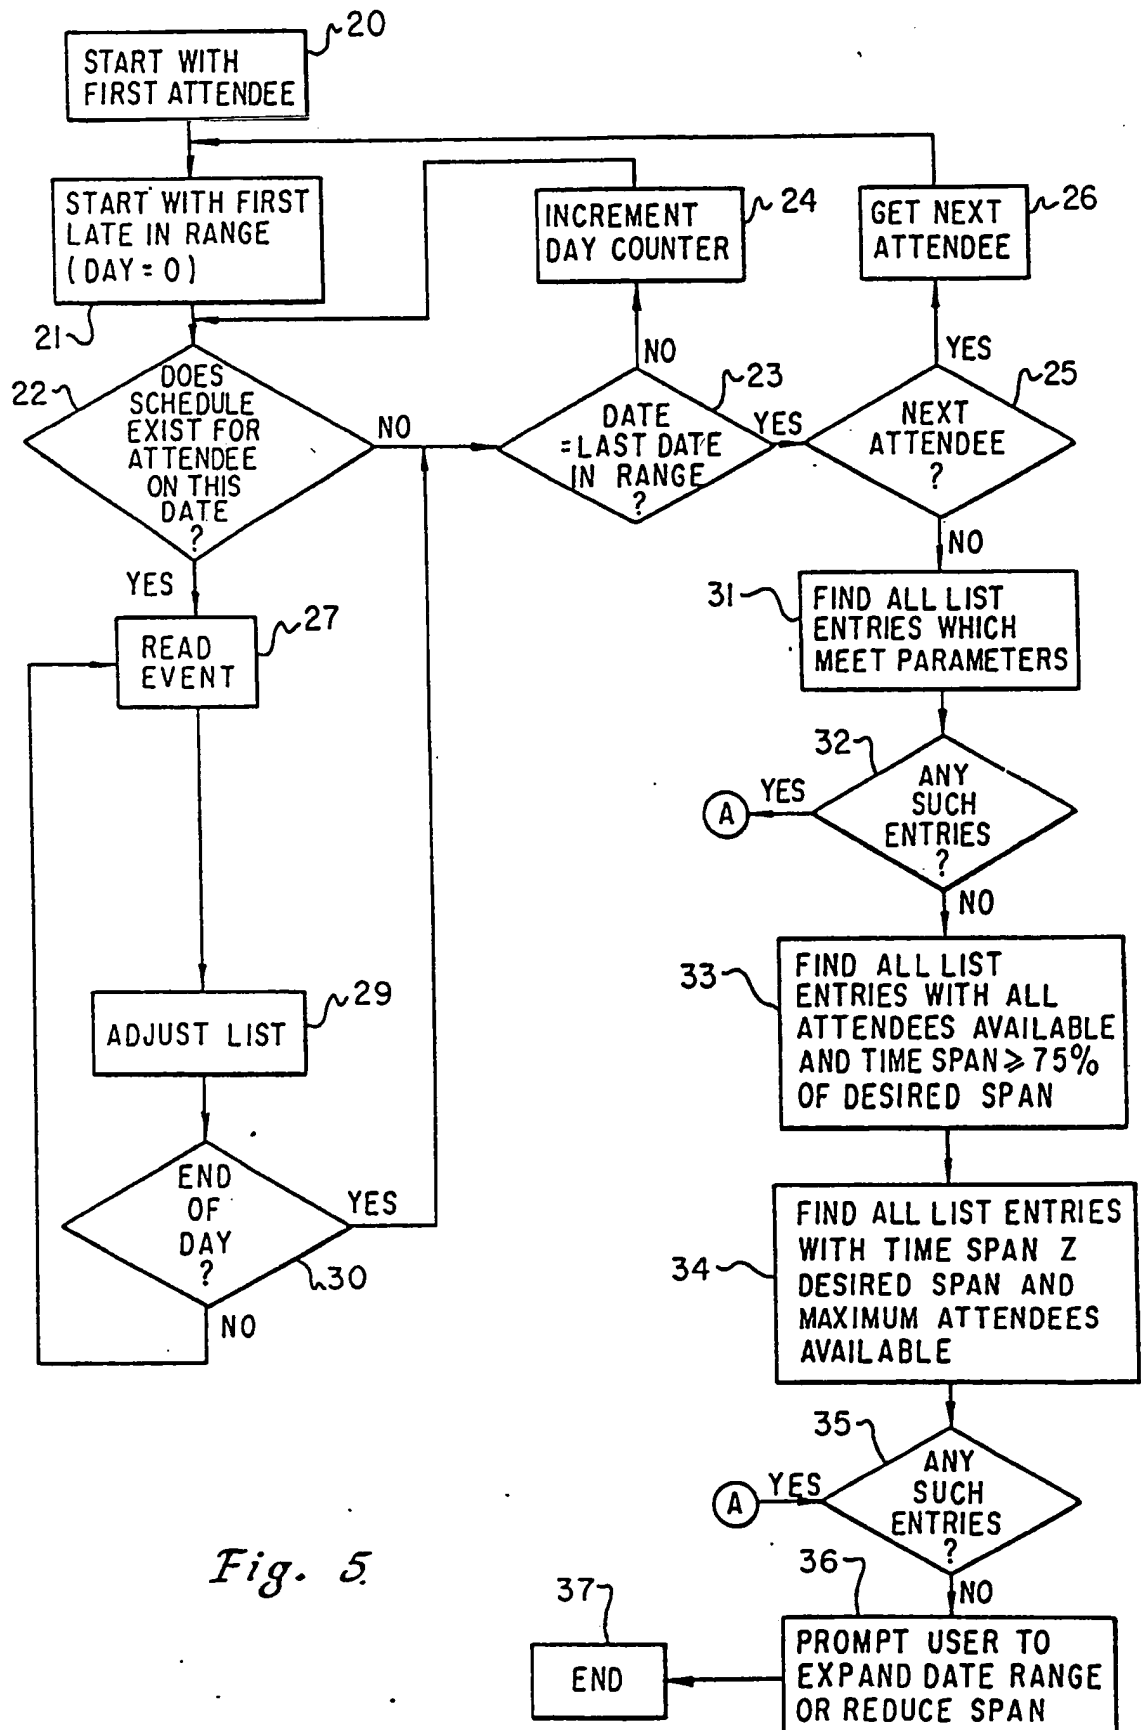 20
START WITH
FIRST ATTENDEE
START WITH FIRST
LATE IN RANGE
(DAY = 0)
21
INCREMENT
DAY COUNTER
24
GET NEXT
ATTENDEE
26
22
DOES
SCHEDULE
EXIST FOR
ATTENDEE
ON THIS
DATE
?
NO
YES
NO
23
DATE
=LAST DATE
IN RANGE
?
YES
YES
25
NEXT
ATTENDEE
?
NO
27
READ
EVENT
29
ADJUST LIST
END
OF
DAY
?
YES
30
NO
31
FIND ALL LIST
ENTRIES WHICH
MEET PARAMETERS
32
ANY
SUCH
ENTRIES
?
YES
A
NO
33
FIND ALL LIST
ENTRIES WITH ALL
ATTENDEES AVAILABLE
AND TIME SPAN ⩾ 75%
OF DESIRED SPAN
34
FIND ALL LIST ENTRIES
WITH TIME SPAN Z
DESIRED SPAN AND
MAXIMUM ATTENDEES
AVAILABLE
35
ANY
SUCH
ENTRIES
?
YES
A
NO
36
PROMPT USER TO
EXPAND DATE RANGE
OR REDUCE SPAN
37
END
Fig. 5.